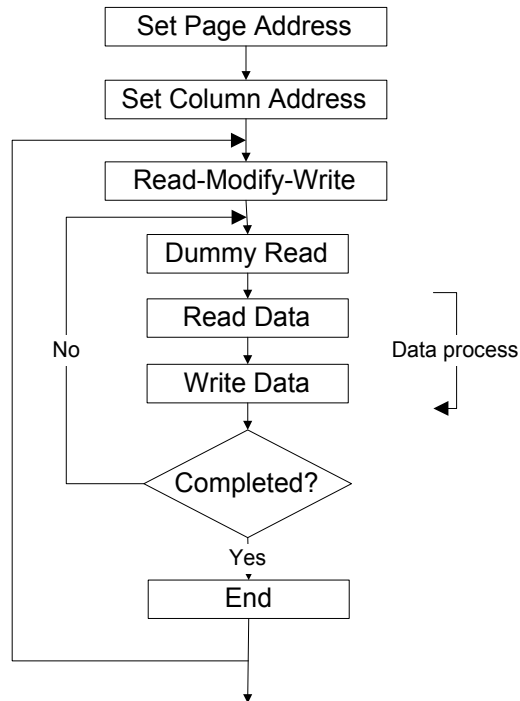 Set Page Address
Set Column Address
Read-Modify-Write
Dummy Read
Read Data
No
Data process
Write Data
Completed?
Yes
End